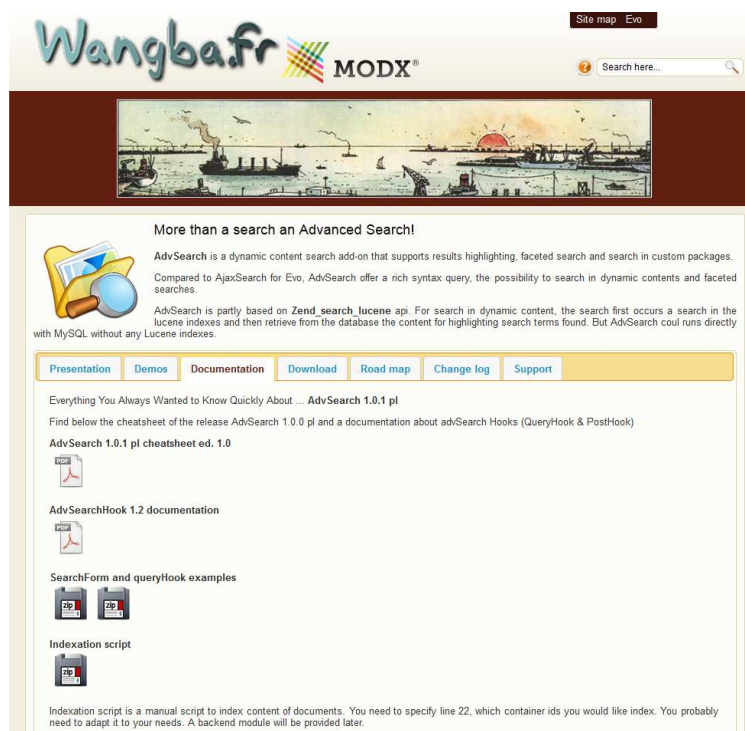 Site map Evo
Wangba.fr
MODX®
Search here...
More than a search an Advanced Search!
AdvSearch is a dynamic content search add-on that supports results highlighting, faceted search and search in custom packages.
Compared to AjaxSearch for Evo, AdvSearch offer a rich syntax query, the possibility to search in dynamic contents and faceted
searches.
AdvSearch is partly based on Zend_search_lucene api. For search in dynamic content, the search first occurs a search in the
lucene indexes and then retrieve from the database the content for highlighting search terms found. But AdvSearch coul runs directly
with MySQL without any Lucene indexes.
Presentation Demos Documentation Download Road map Change log Support
Everything You Always Wanted to Know Quickly About ... AdvSearch 1.0.1 pl
Find below the cheatsheet of the release AdvSearch 1.0.0 pl and a documentation about advSearch Hooks (QueryHook & PostHook)
AdvSearch 1.0.1 pl cheatsheet ed. 1.0
PDF
AdvSearchHook 1.2 documentation
PDF
SearchForm and queryHook examples
zip zip
Indexation script
zip
Indexation script is a manual script to index content of documents. You need to specify line 22, which container ids you would like index. You probably
need to adapt it to your needs. A backend module will be provided later.